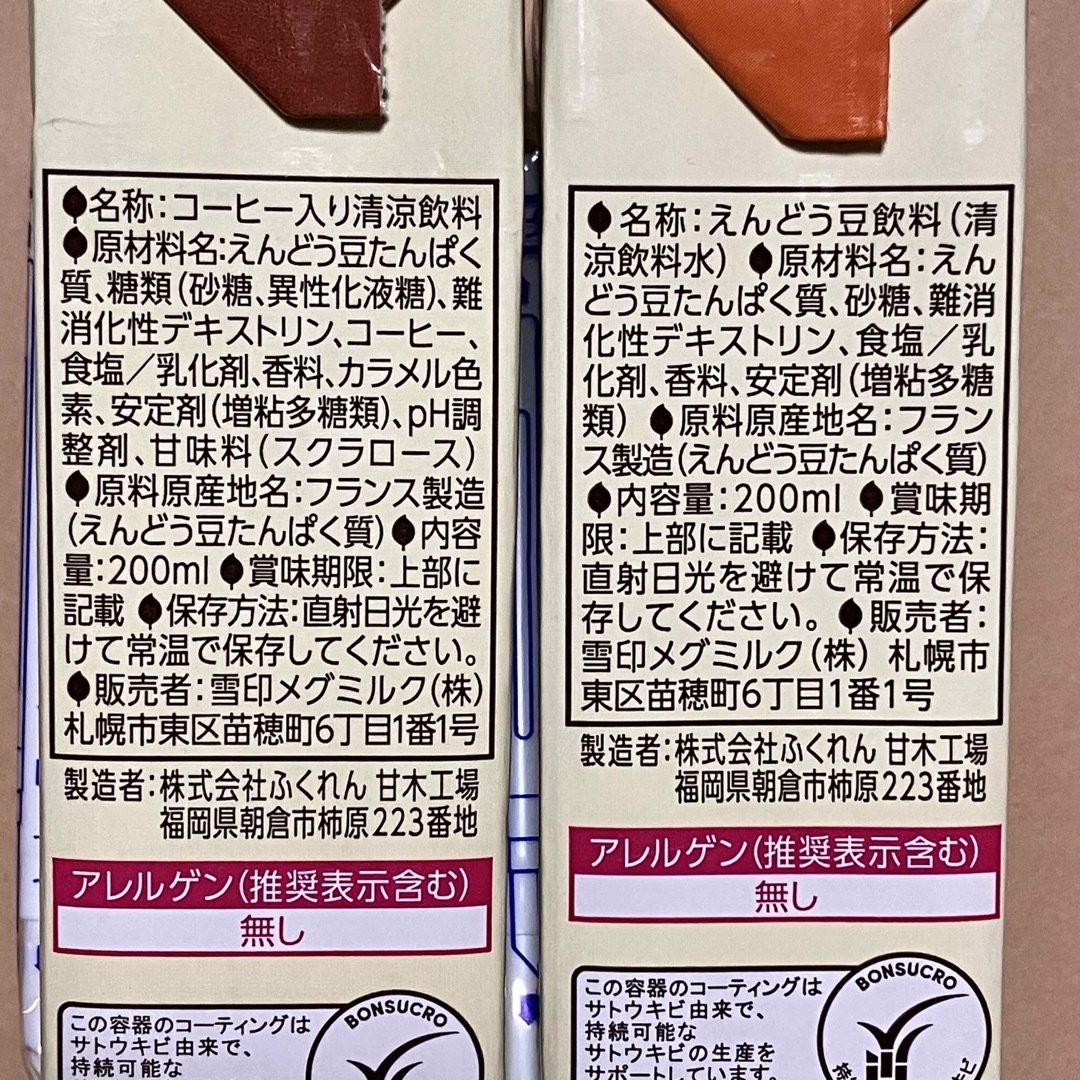 名称:コーヒー入り清涼飲料
原材料名:えんどう豆たんぱく
質、糖類(砂糖、異性化液糖)、難
消化性デキストリン、コーヒー、
食塩/乳化剤、香料、カラメル色
素、安定剤(増粘多糖類)、pH調
整剤、甘味料(スクラロース)
原料原産地名:フランス製造
(えんどう豆たんぱく質) 内容
量:200ml 賞味期限:上部に
記載 保存方法:直射日光を避
けて常温で保存してください。
販売者:雪印メグミルク(株)
札幌市東区苗穂町6丁目1番1号
製造者:株式会社ふくれん 甘木工場
福岡県朝倉市柿原223番地
アレルゲン(推奨表示含む)
無し
この容器のコーティングは
サトウキビ由来で、
持続可能な
BONSUCRO
名称:えんどう豆飲料(清
涼飲料水) 原材料名:えん
どう豆たんぱく質、砂糖、難消
化性デキストリン、食塩/乳
化剤、香料、安定剤(増粘多糖
類) 原料原産地名:フラン
ス製造(えんどう豆たんぱく質)
内容量:200ml 賞味期
限:上部に記載 保存方法:
直射日光を避けて常温で保
存してください。 販売者:
雪印メグミルク(株) 札幌市
東区苗穂町6丁目1番1号
製造者:株式会社ふくれん 甘木工場
福岡県朝倉市柿原223番地
アレルゲン(推奨表示含む)
無し
この容器のコーティングは
サトウキビ由来で、
持続可能な
サトウキビの生産を
サポートしています。
BONSUCRO